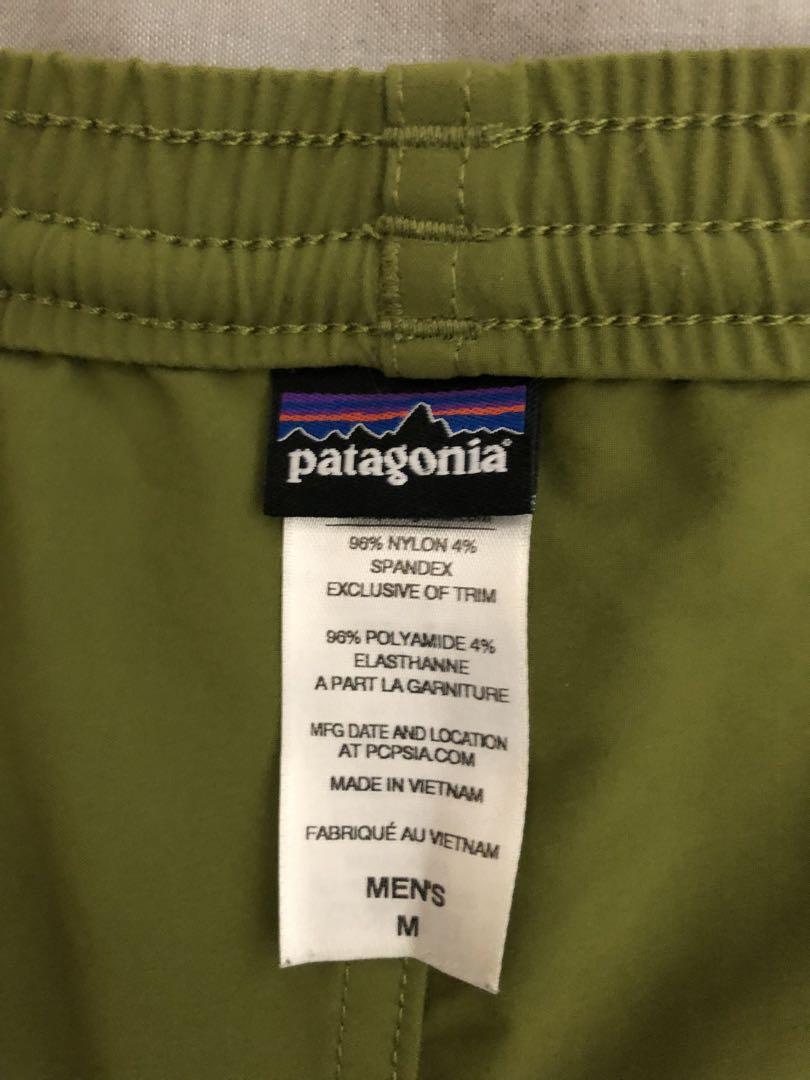 patagonia®
96% NYLON 4%
SPANDEX
EXCLUSIVE OF TRIM
96% POLYAMIDE 4%
ELASTHANNE
A PART LA GARNITURE
MFG DATE AND LOCATION
AT PCPSIA.COM
MADE IN VIETNAM
FABRIQUÉ AU VIETNAM
MEN'S
M